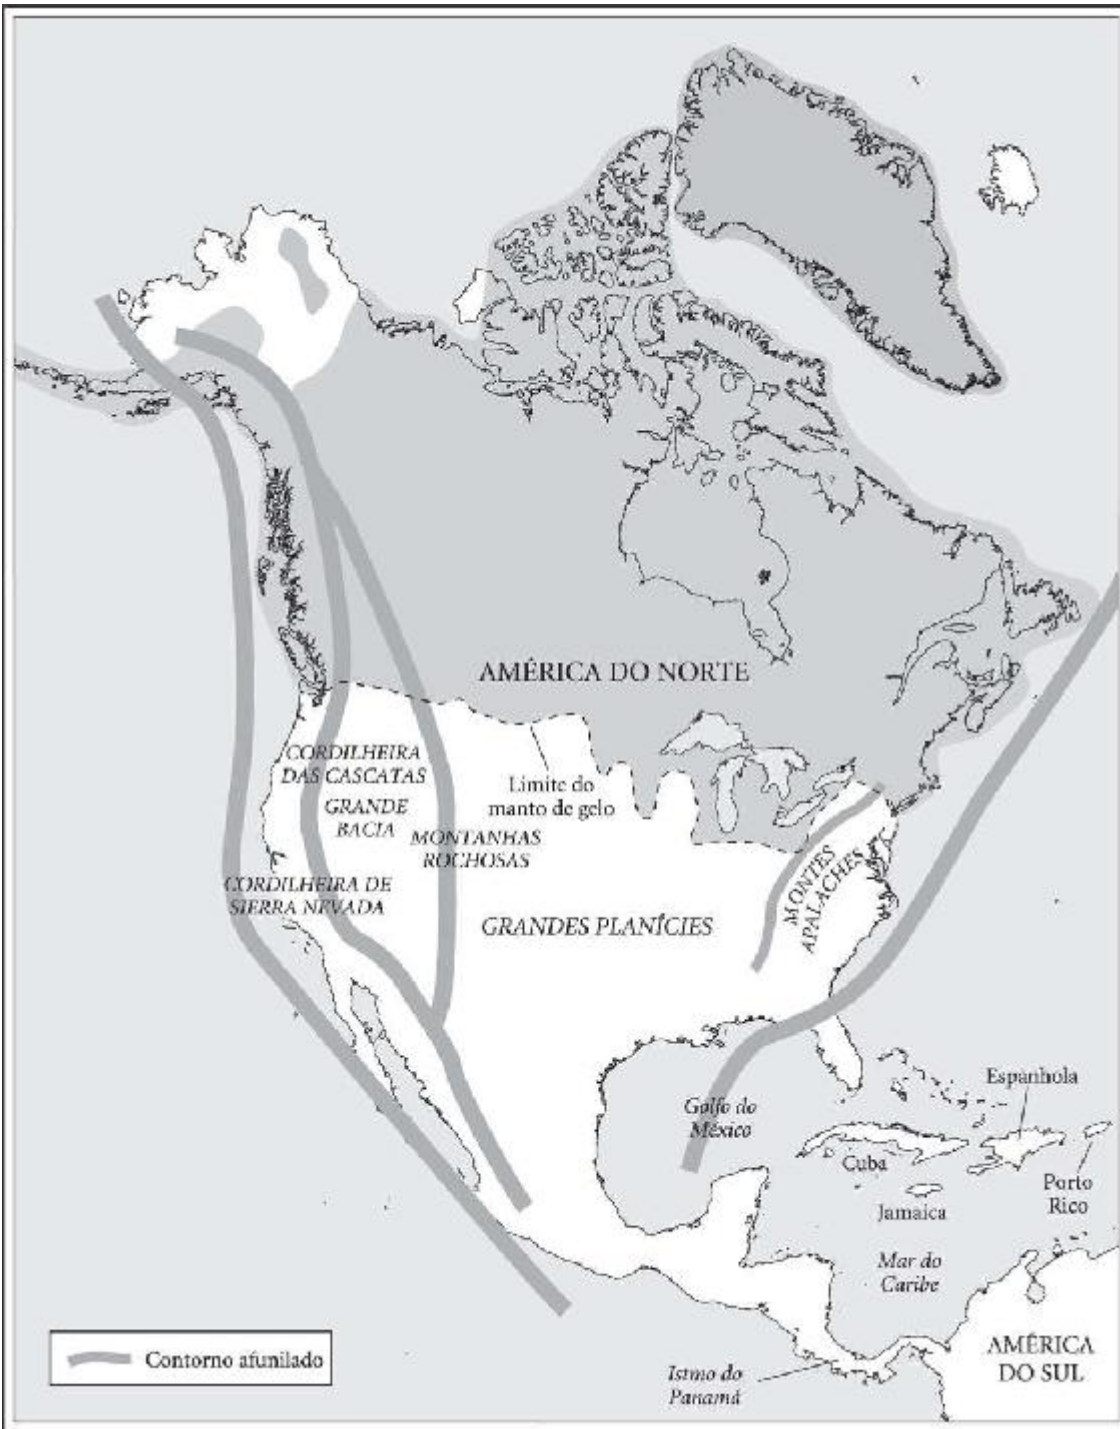 AMÉRICA DO NORTE
CORDILHEIRA
DAS CASCATAS
Limite do
manto de gelo
GRANDE
BACIA
MONTANHAS
ROCHOSAS
MONTES
APALACHES
CORDILHEIRA DE
SIERRA NEVADA
GRANDES PLANÍCIES
Espanhola
Golfo do
México
Cuba
Porto
Rico
Jamaica
Mar do
Caribe
AMÉRICA
DO SUL
Contorno afunilado
Istmo do
Panamá